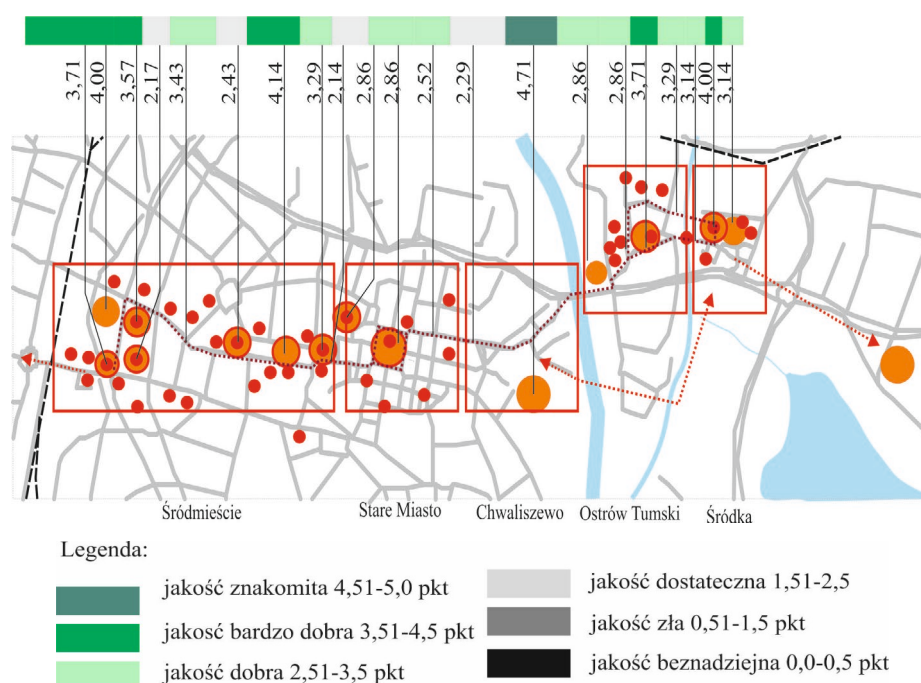 3,71
4,00
3,57
2,17
3,43
2,43
4,14
3,29
2,14
2,86
2,86
2,52
2,29
4,71
2,86
2,86
3,71
3,29
3,14
4,00
3,14
Śródmieście
Stare Miasto
Chwaliszewo
Ostrów Tumski
Śródka
Legenda:
jakość znakomita 4,51-5,0 pkt
jakosć bardzo dobra 3,51-4,5 pkt
jakość dobra 2,51-3,5 pkt
jakość dostateczna 1,51-2,5
jakość zła 0,51-1,5 pkt
jakość beznadziejna 0,0-0,5 pkt